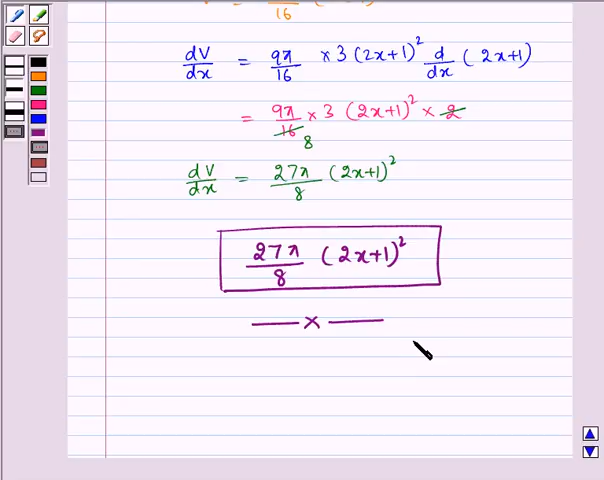 16
dV/dx = 9π/16 × 3 (2x+1)² d/dx (2x+1)
= 9π/16 8 × 3 (2x+1)² × 2
dV/dx = 27π/8 (2x+1)²
27π/8 (2x+1)²
— × —